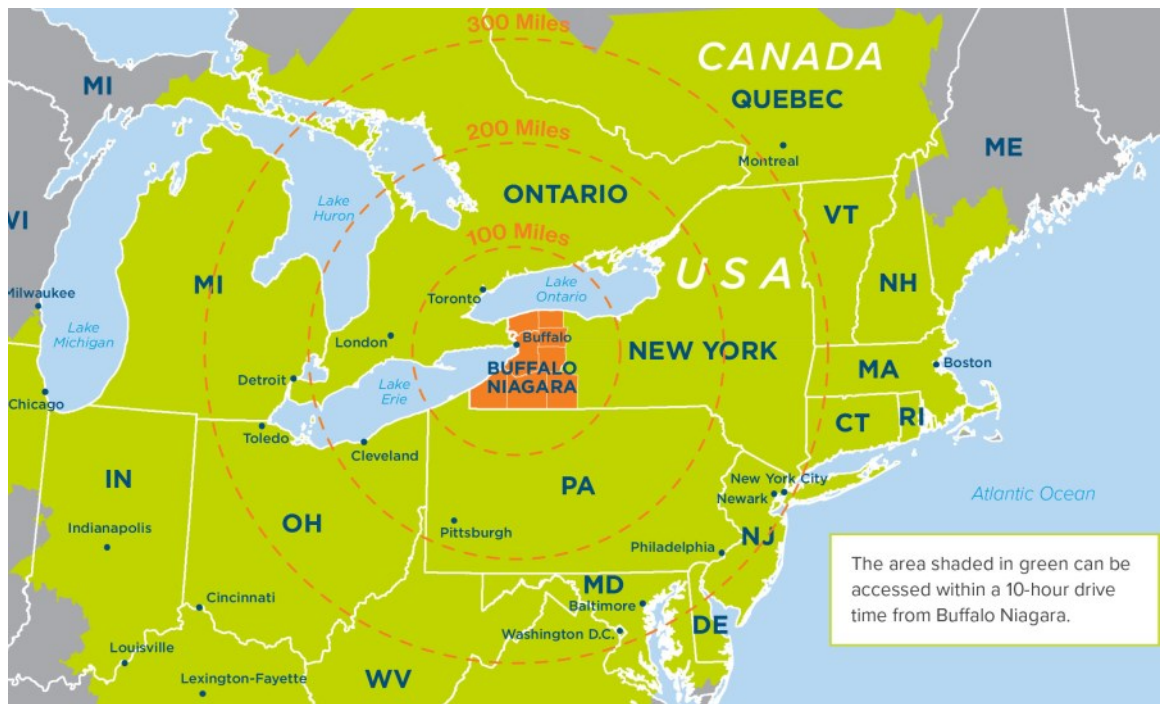 300 Miles
CANADA
MI
QUEBEC
200 Miles
Montreal
ME
ONTARIO
Lake
Huron
VT
VI
100 Miles
USA
MI
Lake
Ontario
NH
Milwaukee
Toronto
Lake
Michigan
London
Buffalo
BUFFALO
NIAGARA
NEW YORK
MA
Boston
Detroit
Lake
Erie
Chicago
CT
RI
Toledo
Cleveland
IN
PA
New York City
Newark
Atlantic Ocean
Indianapolis
OH
Pittsburgh
Philadelphia
NJ
The area shaded in green can be
accessed within a 10-hour drive
time from Buffalo Niagara.
MD
Baltimore
Cincinnati
DE
Washington D.C.
Louisville
Lexington-Fayette
WV